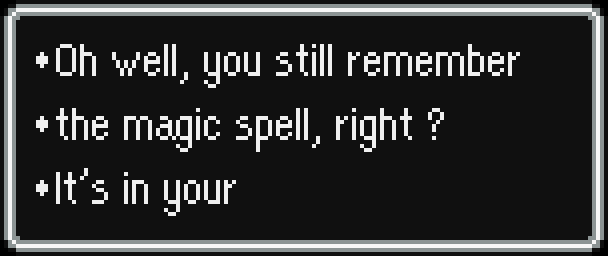 •Oh well, you still remember
•the magic spell, right ?
•It's in your